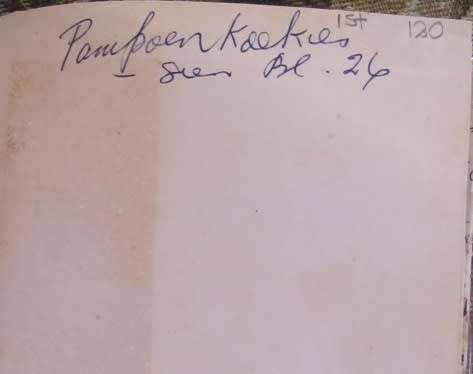 1st 120
Pampoenkoekies
- sien Bl. 26